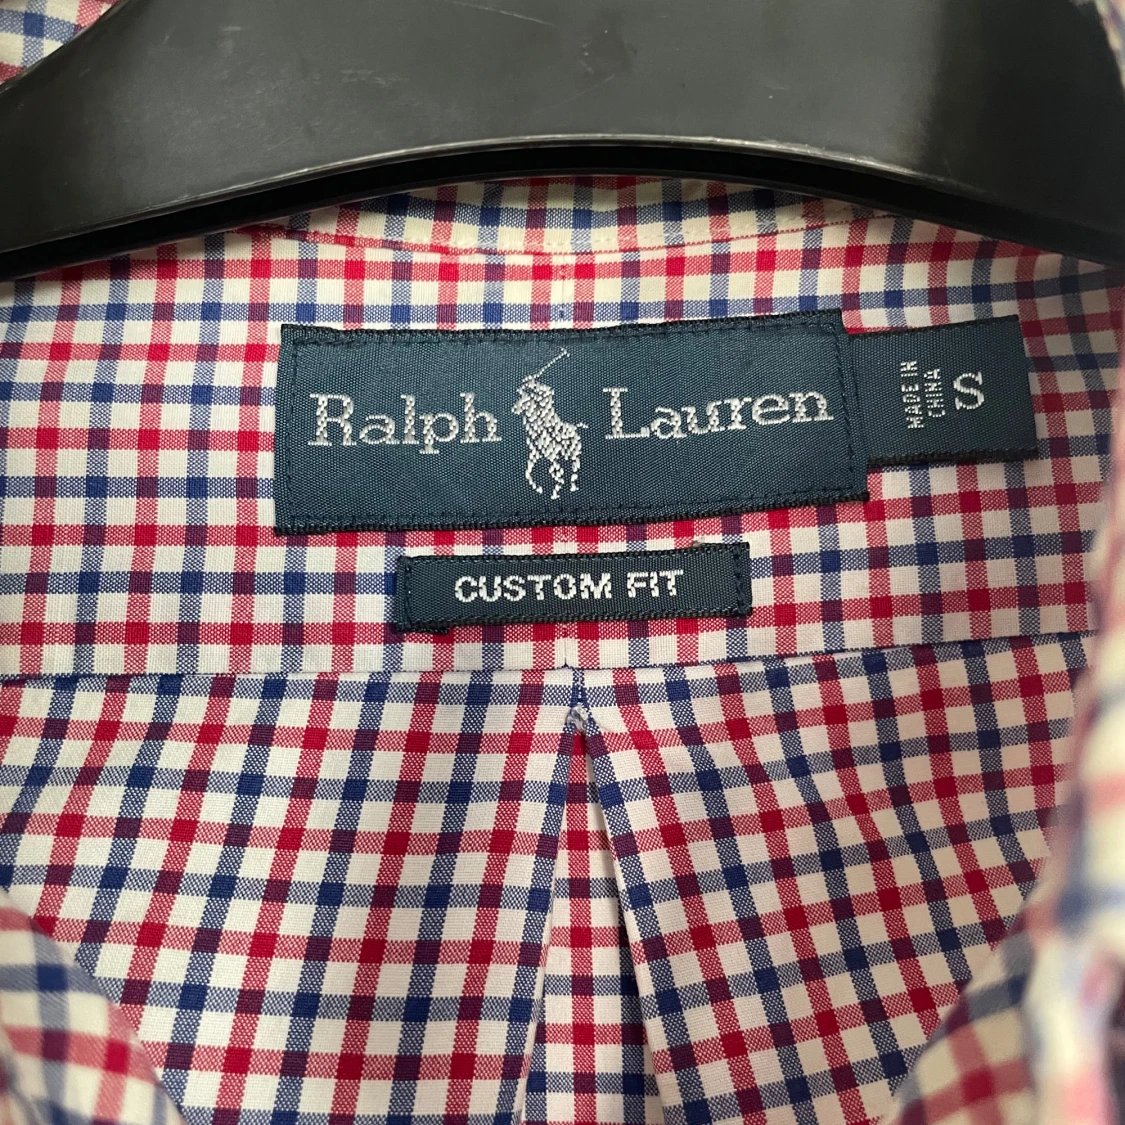 Ralph Lauren
MADE IN
CHINA
S
CUSTOM FIT